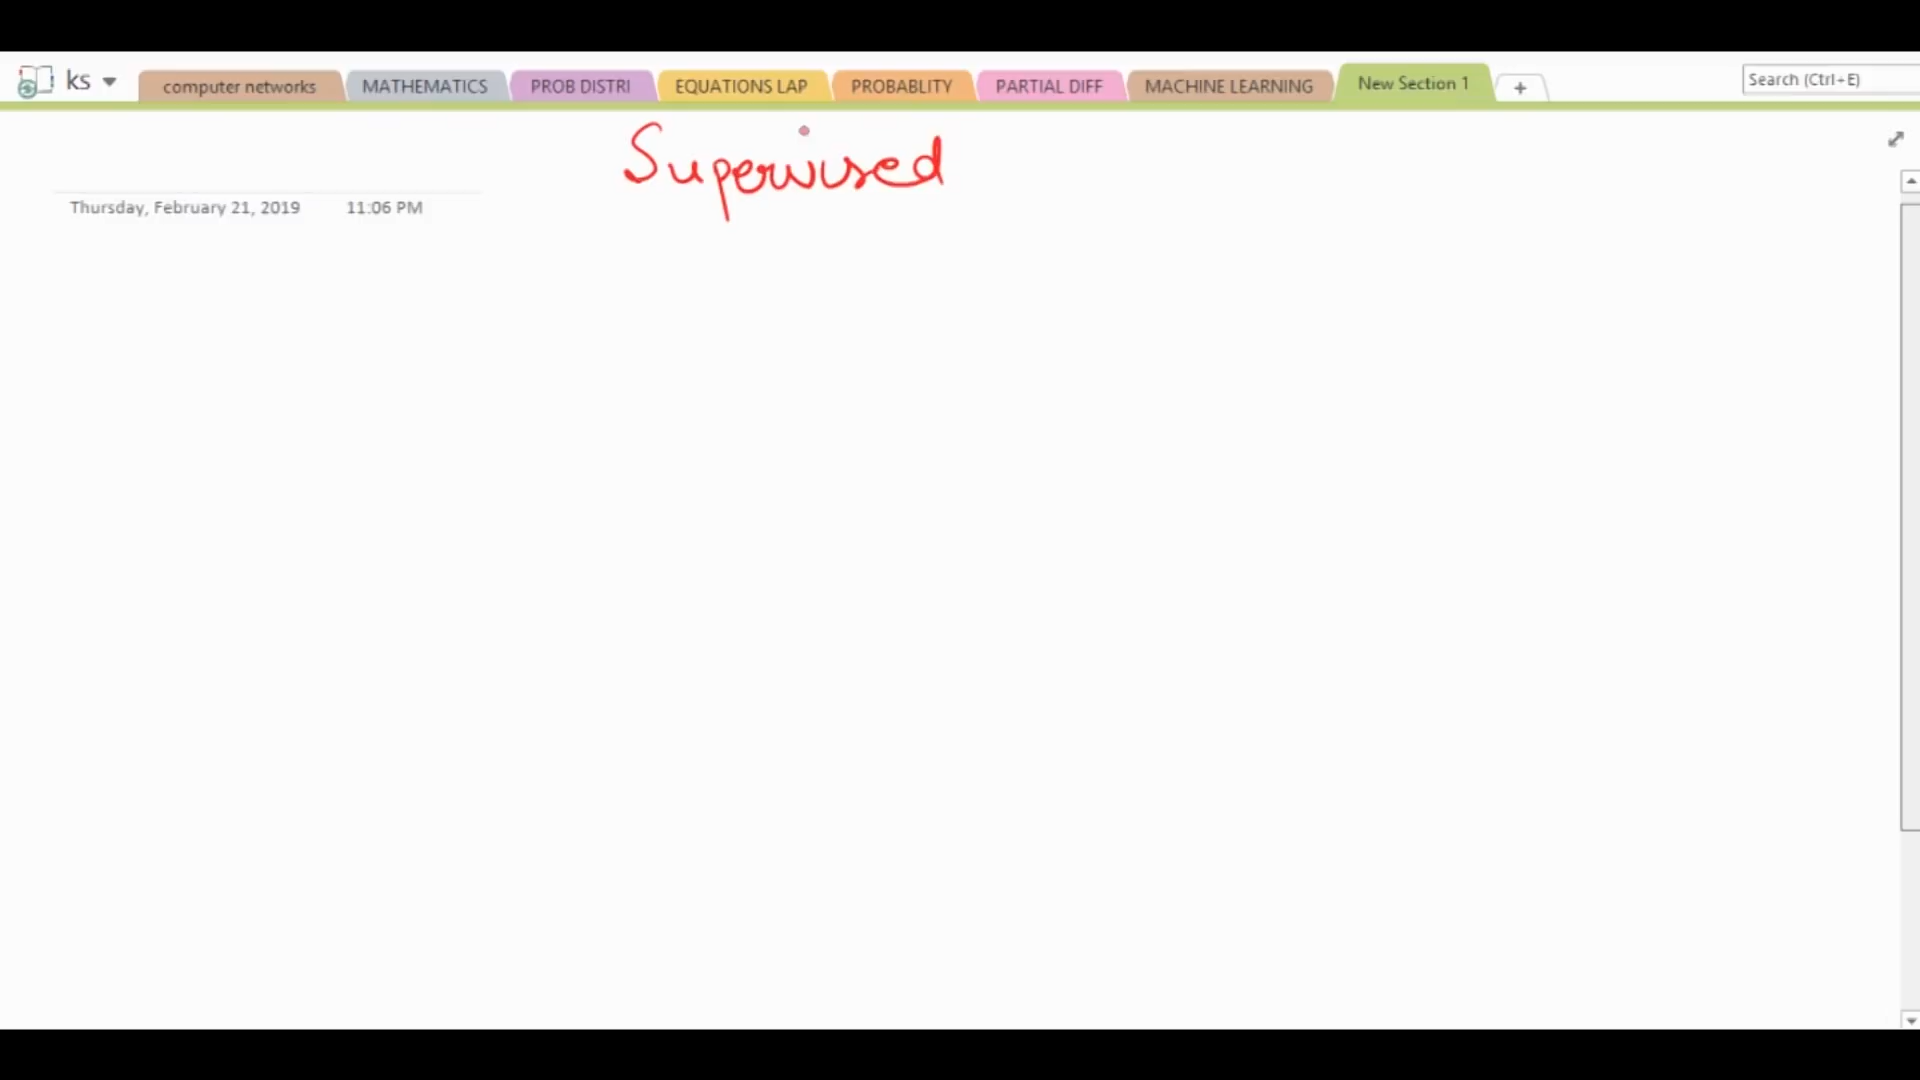 ks computer networks MATHEMATICS PROB DISTRI EQUATIONS LAP PROBABLITY PARTIAL DIFF MACHINE LEARNING New Section 1 + Search (Ctrl+E)
Supervised
Thursday, February 21, 2019 11:06 PM